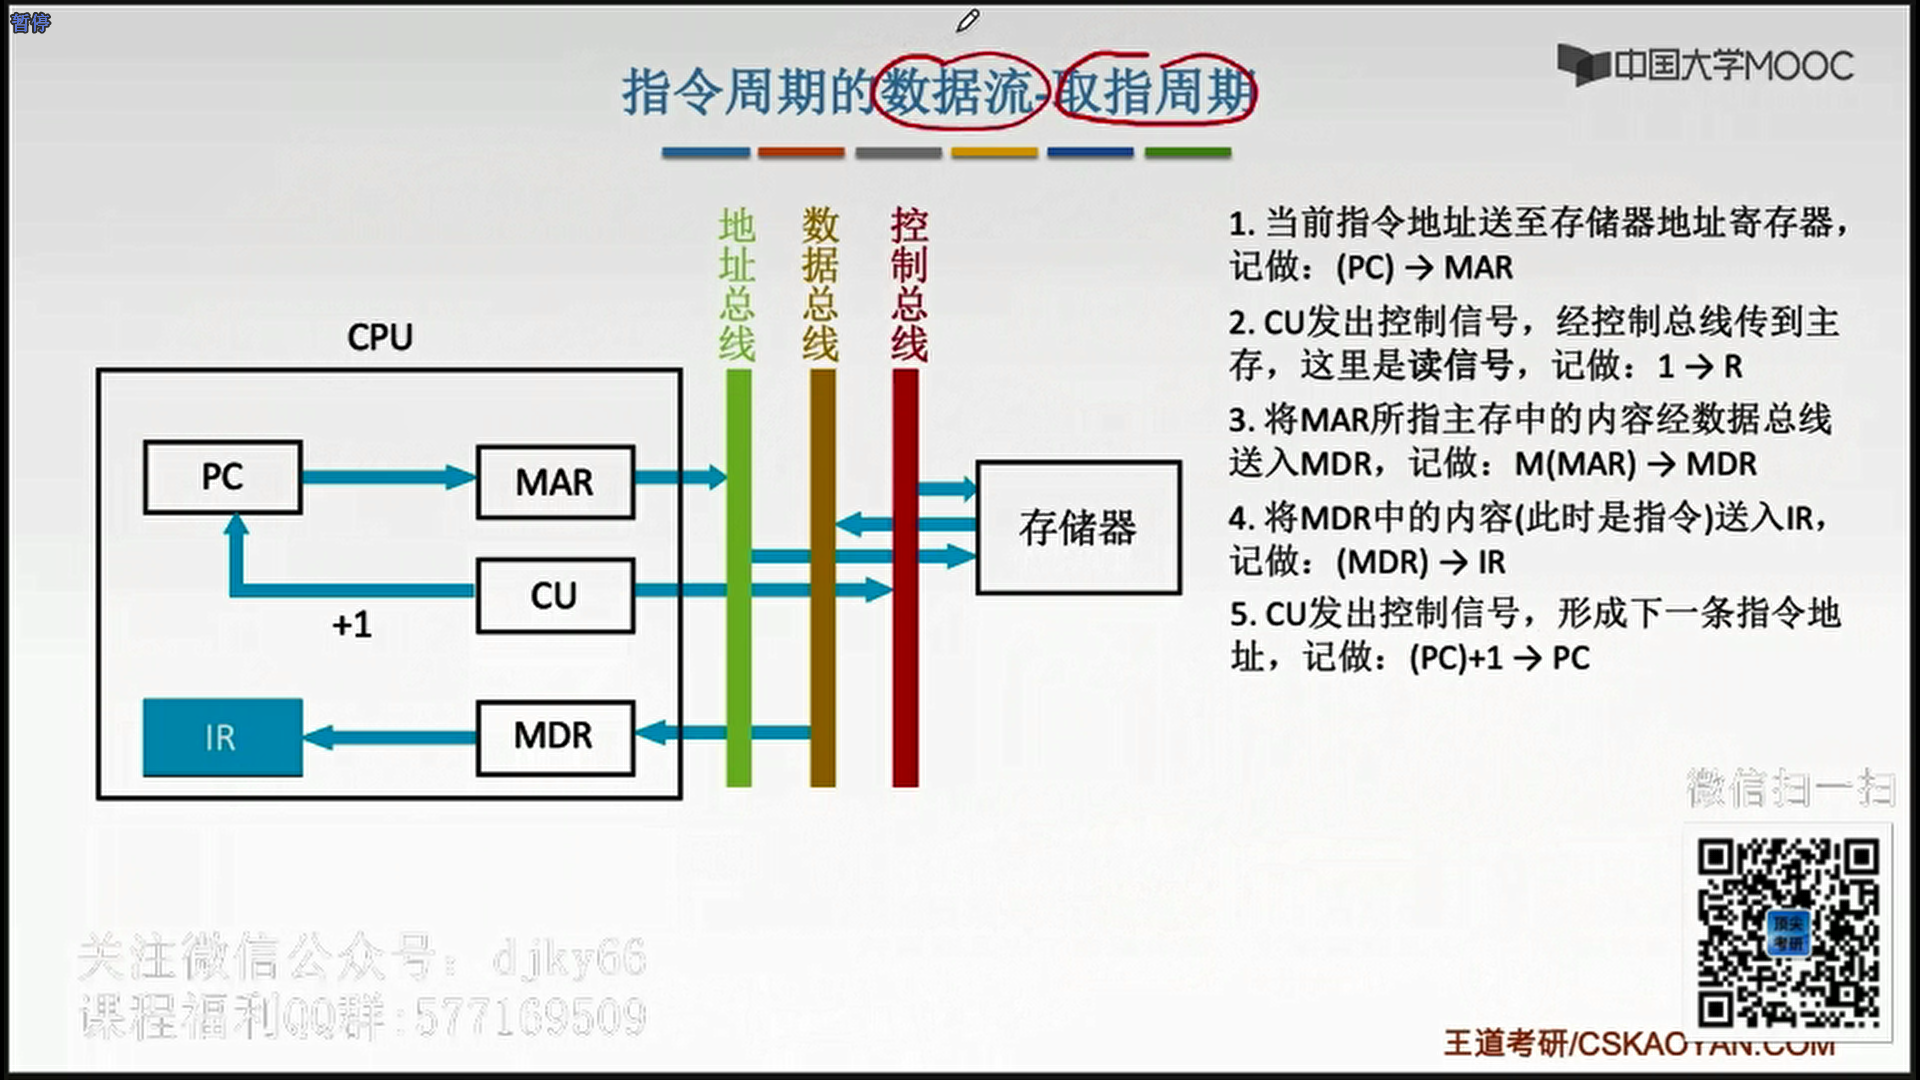 暂停
指令周期的数据流-取指周期
中国大学MOOC
地址总线
数据总线
控制总线
CPU
PC
MAR
CU
+1
IR
MDR
存储器
1. 当前指令地址送至存储器地址寄存器，
记做：(PC) → MAR
2. CU发出控制信号，经控制总线传到主
存，这里是读信号，记做：1 → R
3. 将MAR所指主存中的内容经数据总线
送入MDR，记做：M(MAR) → MDR
4. 将MDR中的内容(此时是指令)送入IR，
记做：(MDR) → IR
5. CU发出控制信号，形成下一条指令地
址，记做：(PC)+1 → PC
微信扫一扫
顶尖
考研
关注微信公众号：djky66
课程福利QQ群:577169509
王道考研/CSKAOYAN.COM